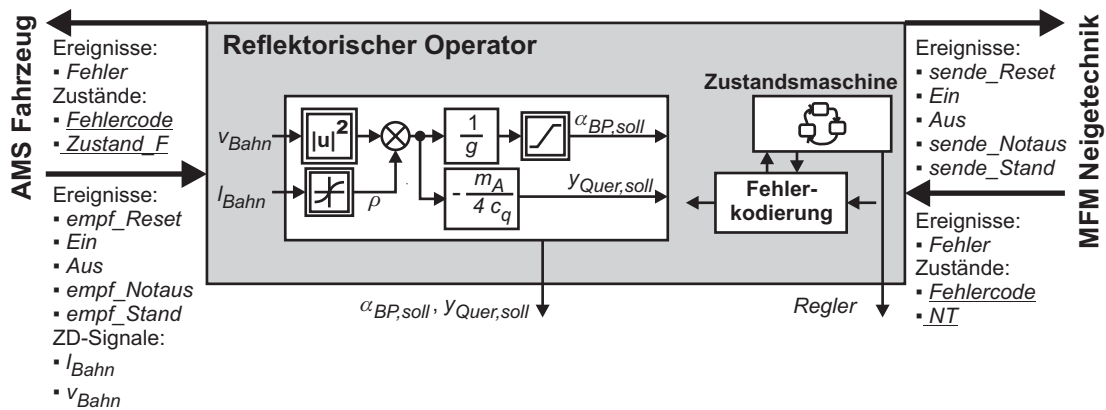 AMS Fahrzeug
Ereignisse:
▪ Fehler
Zustände:
▪ Fehlercode
▪ Zustand_F
Ereignisse:
▪ empf_Reset
▪ Ein
▪ Aus
▪ empf_Notaus
▪ empf_Stand
ZD-Signale:
▪ l_Bahn
▪ v_Bahn
Reflektorischer Operator
v_Bahn
|u|²
1
g
α_BP,soll
l_Bahn
ρ
- m_A
4 c_q
y_Quer,soll
α_BP,soll , y_Quer,soll
Zustandsmaschine
Fehler-
kodierung
Regler
Ereignisse:
▪ sende_Reset
▪ Ein
▪ Aus
▪ sende_Notaus
▪ sende_Stand
Ereignisse:
▪ Fehler
Zustände:
▪ Fehlercode
▪ NT
MFM Neigetechnik